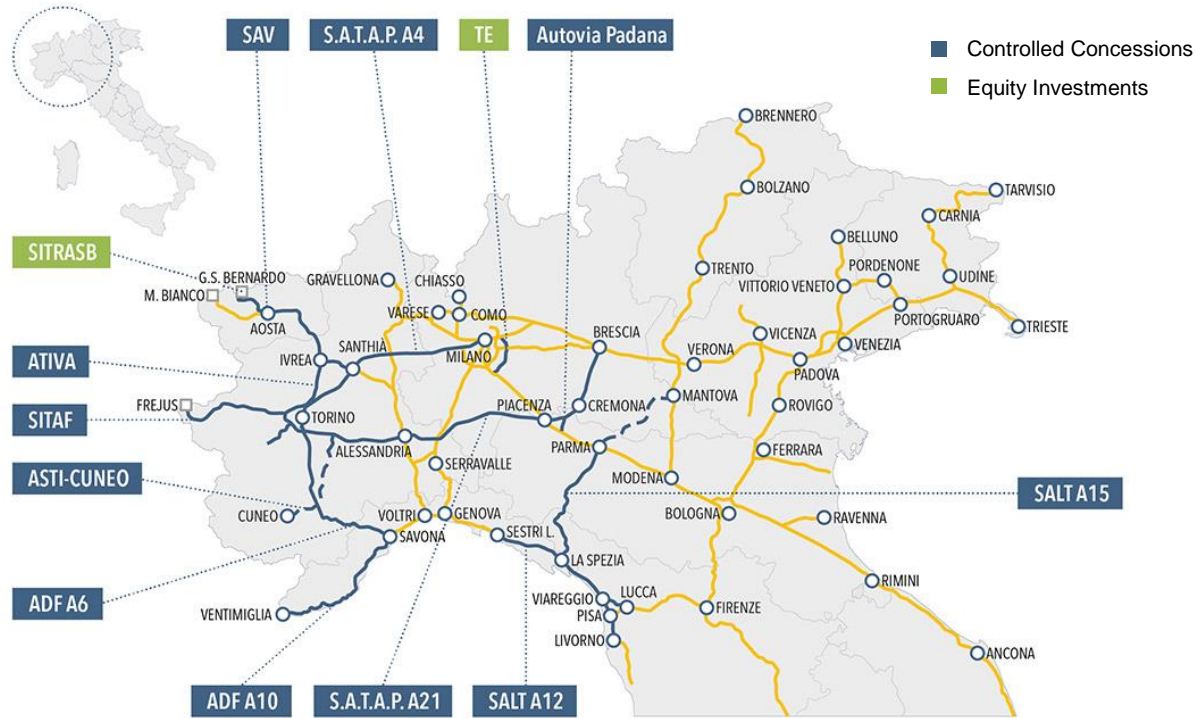 SAV
S.A.T.A.P. A4
TE
Autovia Padana
Controlled Concessions
Equity Investments
BRENNERO
BOLZANO
TARVISIO
CARNIA
SITRASB
BELLUNO
G.S. BERNARDO
GRAVELLONA
CHIASSO
TRENTO
PORDENONE
UDINE
M. BIANCO
VITTORIO VENETO
AOSTA
VARESE
COMO
PORTOGRUARO
TRIESTE
BRESCIA
VICENZA
VENEZIA
ATIVA
IVREA
SANTHIÀ
MILANO
VERONA
PADOVA
FREJUS
SITAF
TORINO
PIACENZA
CREMONA
MANTOVA
ROVIGO
ALESSANDRIA
PARMA
FERRARA
ASTI-CUNEO
SERRAVALLE
MODENA
SALT A15
CUNEO
VOLTRI
GENOVA
BOLOGNA
RAVENNA
SAVONA
SESTRI L.
LA SPEZIA
ADF A6
RIMINI
VENTIMIGLIA
VIAREGGIO
LUCCA
PISA
FIRENZE
LIVORNO
ANCONA
ADF A10
S.A.T.A.P. A21
SALT A12